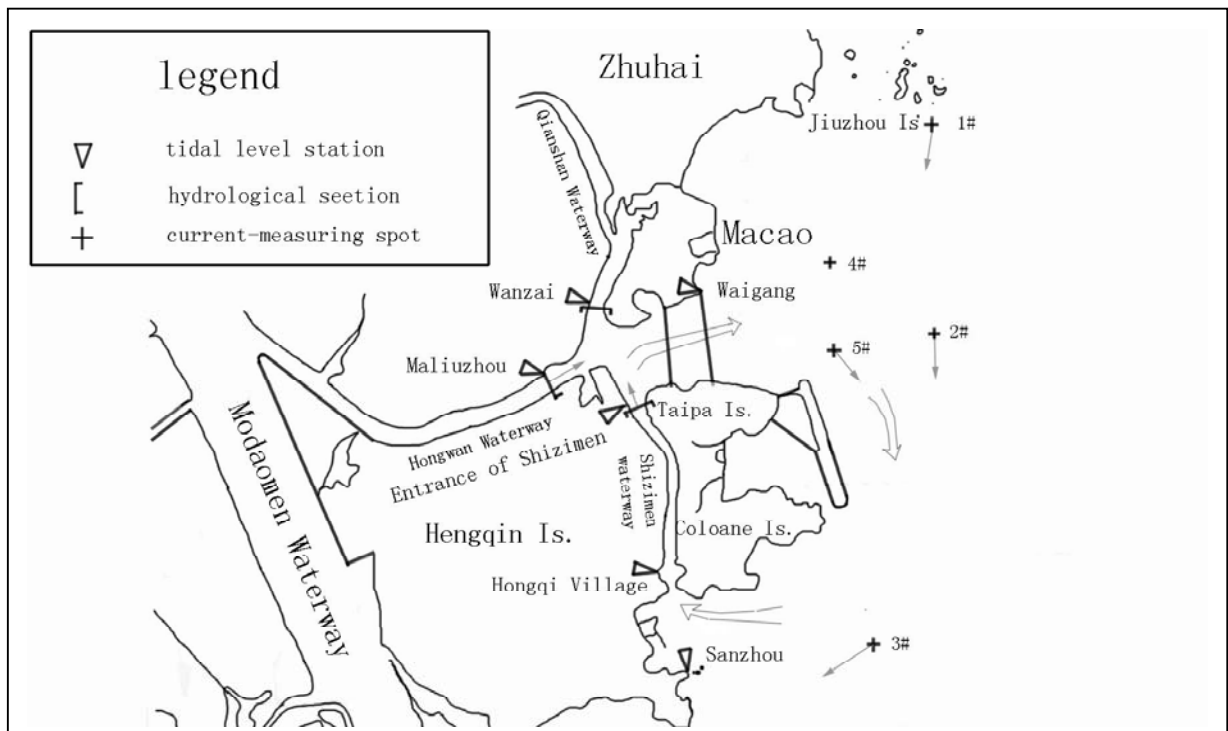 legend
tidal level station
hydrological seetion
current-measuring spot
Zhuhai
Jiuzhou Is
1#
Qianshan Waterway
Macao
4#
Wanzai
Waigang
2#
5#
Maliuzhou
Taipa Is.
Modaomen Waterway
Hongwan Waterway
Entrance of Shizimen
Shizimen
waterway
Hengqin Is.
Coloane Is.
Hongqi Village
Sanzhou
3#